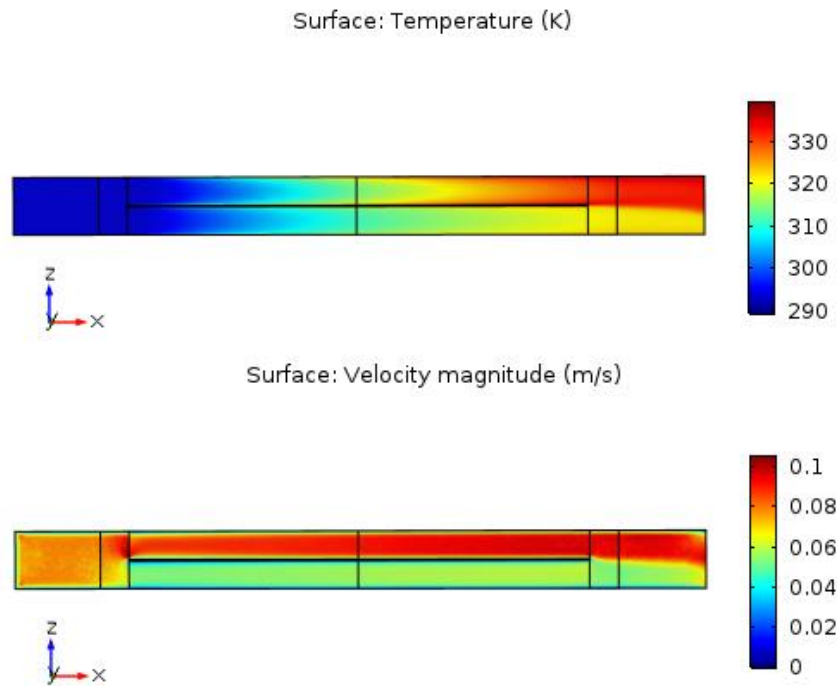 Surface: Temperature (K)
330
320
310
300
290
z
y
x
Surface: Velocity magnitude (m/s)
0.1
0.08
0.06
0.04
0.02
0
z
y
x